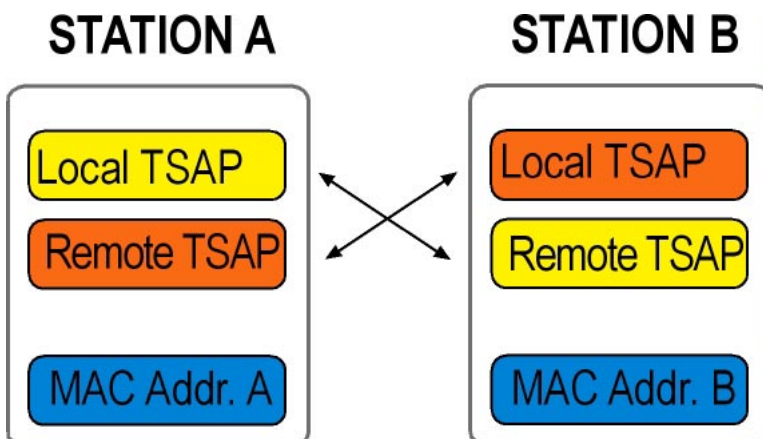 STATION A
STATION B
Local TSAP
Remote TSAP
MAC Addr. A
Local TSAP
Remote TSAP
MAC Addr. B